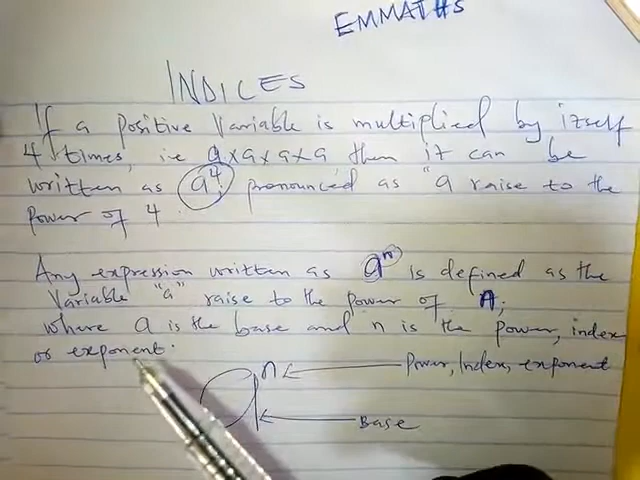 EMMATHS
INDICES
If a positive variable is multiplied by itself
4 times, ie a×a×a×a then it can be
written as a⁴; pronounced as "a raise to the
power of 4
Any expression written as aⁿ is defined as the
variable "a" raise to the power of n;
where a is the base and n is the power, index
or exponent.
aⁿ ← Power, Index, exponent
← Base